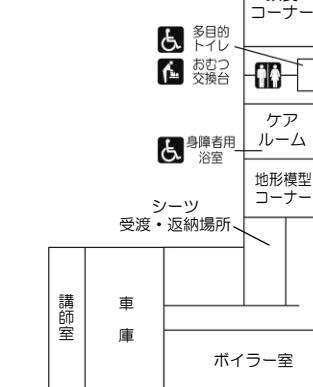 コーナー
多目的
トイレ
おむつ
交換台
ケア
ルーム
身障者用
浴室
地形模型
コーナー
シーツ
受渡・返納場所
講師室
車庫
ボイラー室